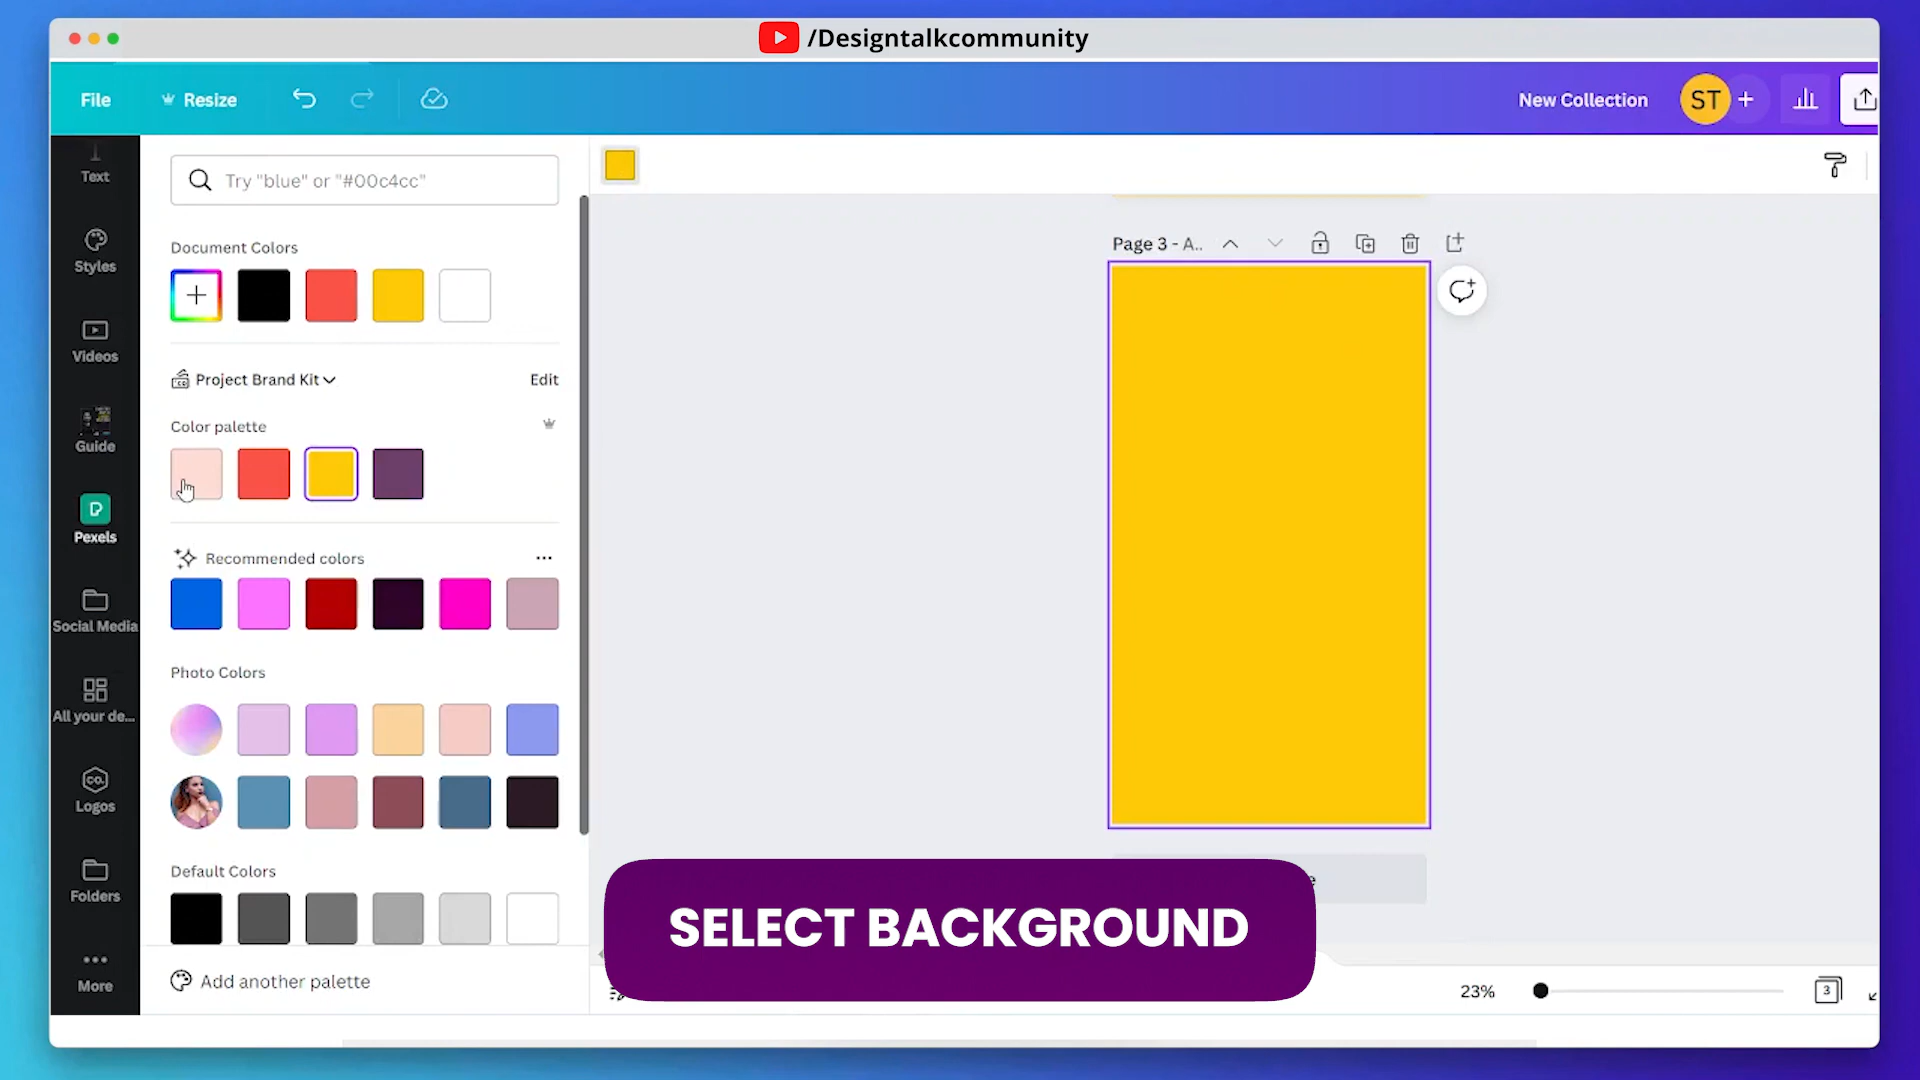 /Designtalkcommunity
File
Resize
New Collection
ST
+
Text
Styles
Videos
Guide
Pexels
Social Media
All your de...
Logos
Folders
More
Try "blue" or "#00c4cc"
Document Colors
Project Brand Kit
Edit
Color palette
Recommended colors
Photo Colors
Default Colors
Add another palette
Page 3 - A..
SELECT BACKGROUND
23%
3